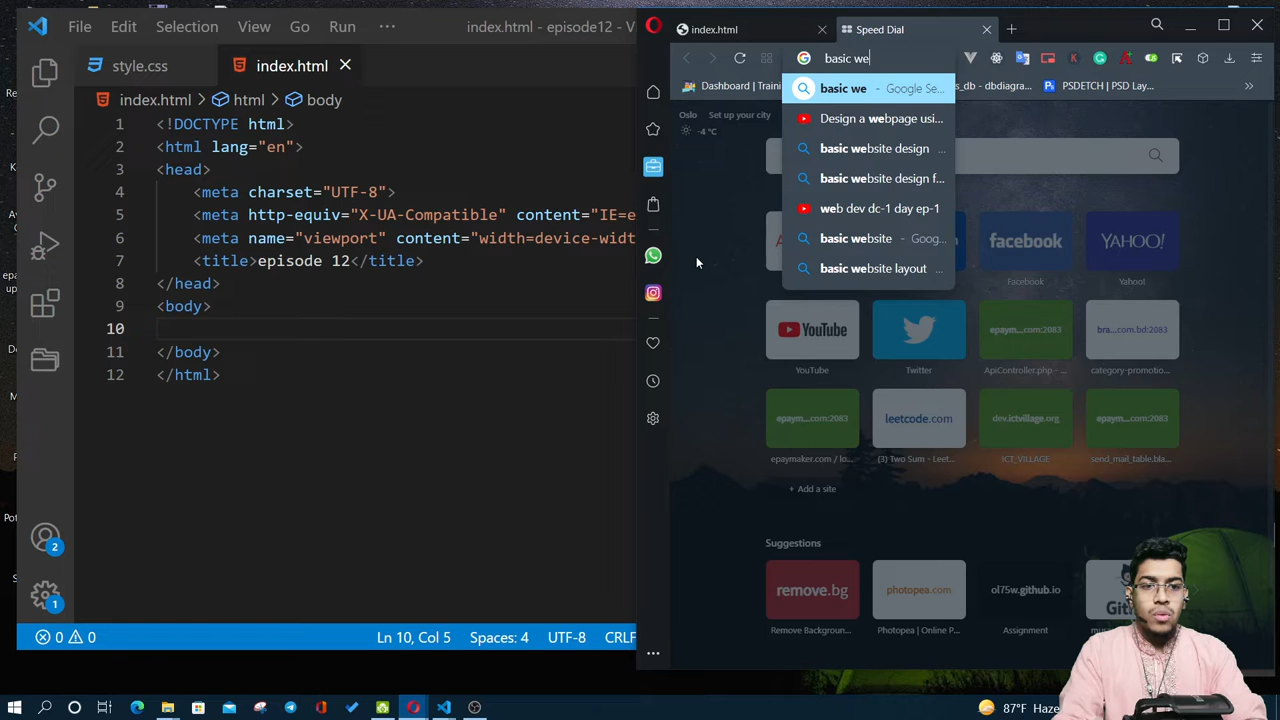 File Edit Selection View Go Run ··· index.html - episode12 - V
style.css index.html
index.html > html > body
1 <!DOCTYPE html>
2 <html lang="en">
3 <head>
4 <meta charset="UTF-8">
5 <meta http-equiv="X-UA-Compatible" content="IE=e
6 <meta name="viewport" content="width=device-widt
7 <title>episode 12</title>
8 </head>
9 <body>
10
11 </body>
12 </html>
2
1
0 0 Ln 10, Col 5 Spaces: 4 UTF-8 CRLF
index.html Speed Dial
basic we
Dashboard | Traini s_db - dbdiagra... PSDETCH | PSD Lay...
basic we - Google Se...
Design a webpage usi...
basic website design ...
basic website design f...
web dev dc-1 day ep-1
basic website - Goog...
basic website layout ...
Oslo Set up your city
-4 °C
facebook YAHOO!
Facebook Yahoo!
YouTube epaym....com:2083 bra....com.bd:2083
YouTube Twitter ApiController.php - ... category-promotio...
epaym....com:2083 leetcode.com dev.ictvillage.org epaym....com:2083
epaymaker.com / lo... (3) Two Sum - Leet... ICT_VILLAGE send_mail_table.bla...
+ Add a site
Suggestions
remove.bg photopea.com ol75w.github.io
Remove Backgroun... Photopea | Online P... Assignment
87°F Haze